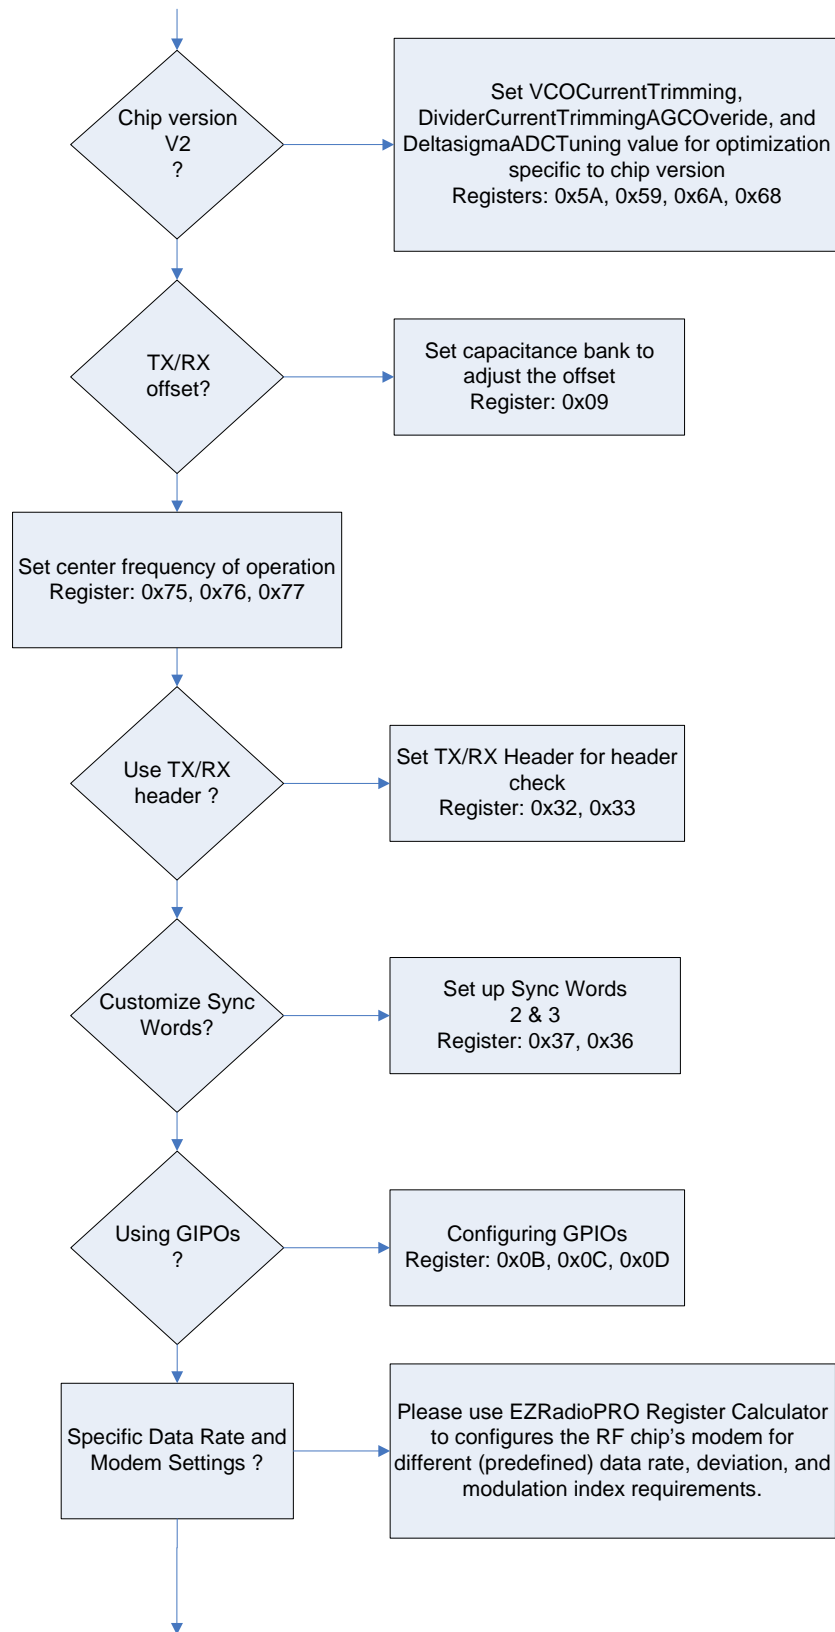 Chip version
V2
?
Set VCOCurrentTrimming,
DividerCurrentTrimmingAGCOveride, and
DeltasigmaADCTuning value for optimization
specific to chip version
Registers: 0x5A, 0x59, 0x6A, 0x68
TX/RX
offset?
Set capacitance bank to
adjust the offset
Register: 0x09
Set center frequency of operation
Register: 0x75, 0x76, 0x77
Use TX/RX
header ?
Set TX/RX Header for header
check
Register: 0x32, 0x33
Customize Sync
Words?
Set up Sync Words
2 & 3
Register: 0x37, 0x36
Using GIPOs
?
Configuring GPIOs
Register: 0x0B, 0x0C, 0x0D
Specific Data Rate and
Modem Settings ?
Please use EZRadioPRO Register Calculator
to configures the RF chip's modem for
different (predefined) data rate, deviation, and
modulation index requirements.